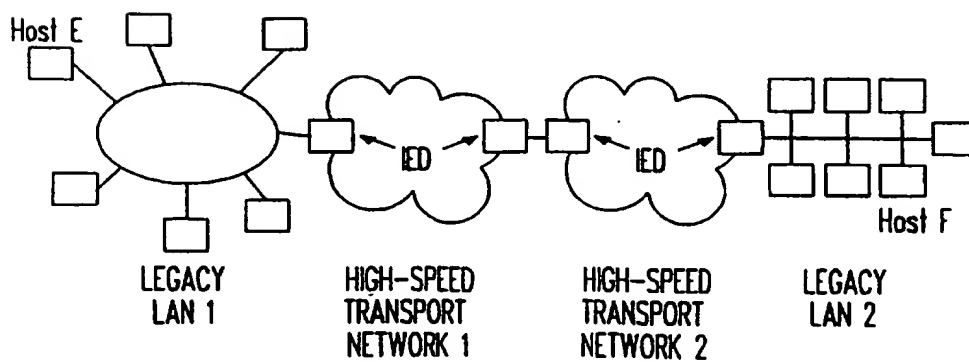 Host E
IED
IED
Host F
LEGACY
LAN 1
HIGH-SPEED
TRANSPORT
NETWORK 1
HIGH-SPEED
TRANSPORT
NETWORK 2
LEGACY
LAN 2